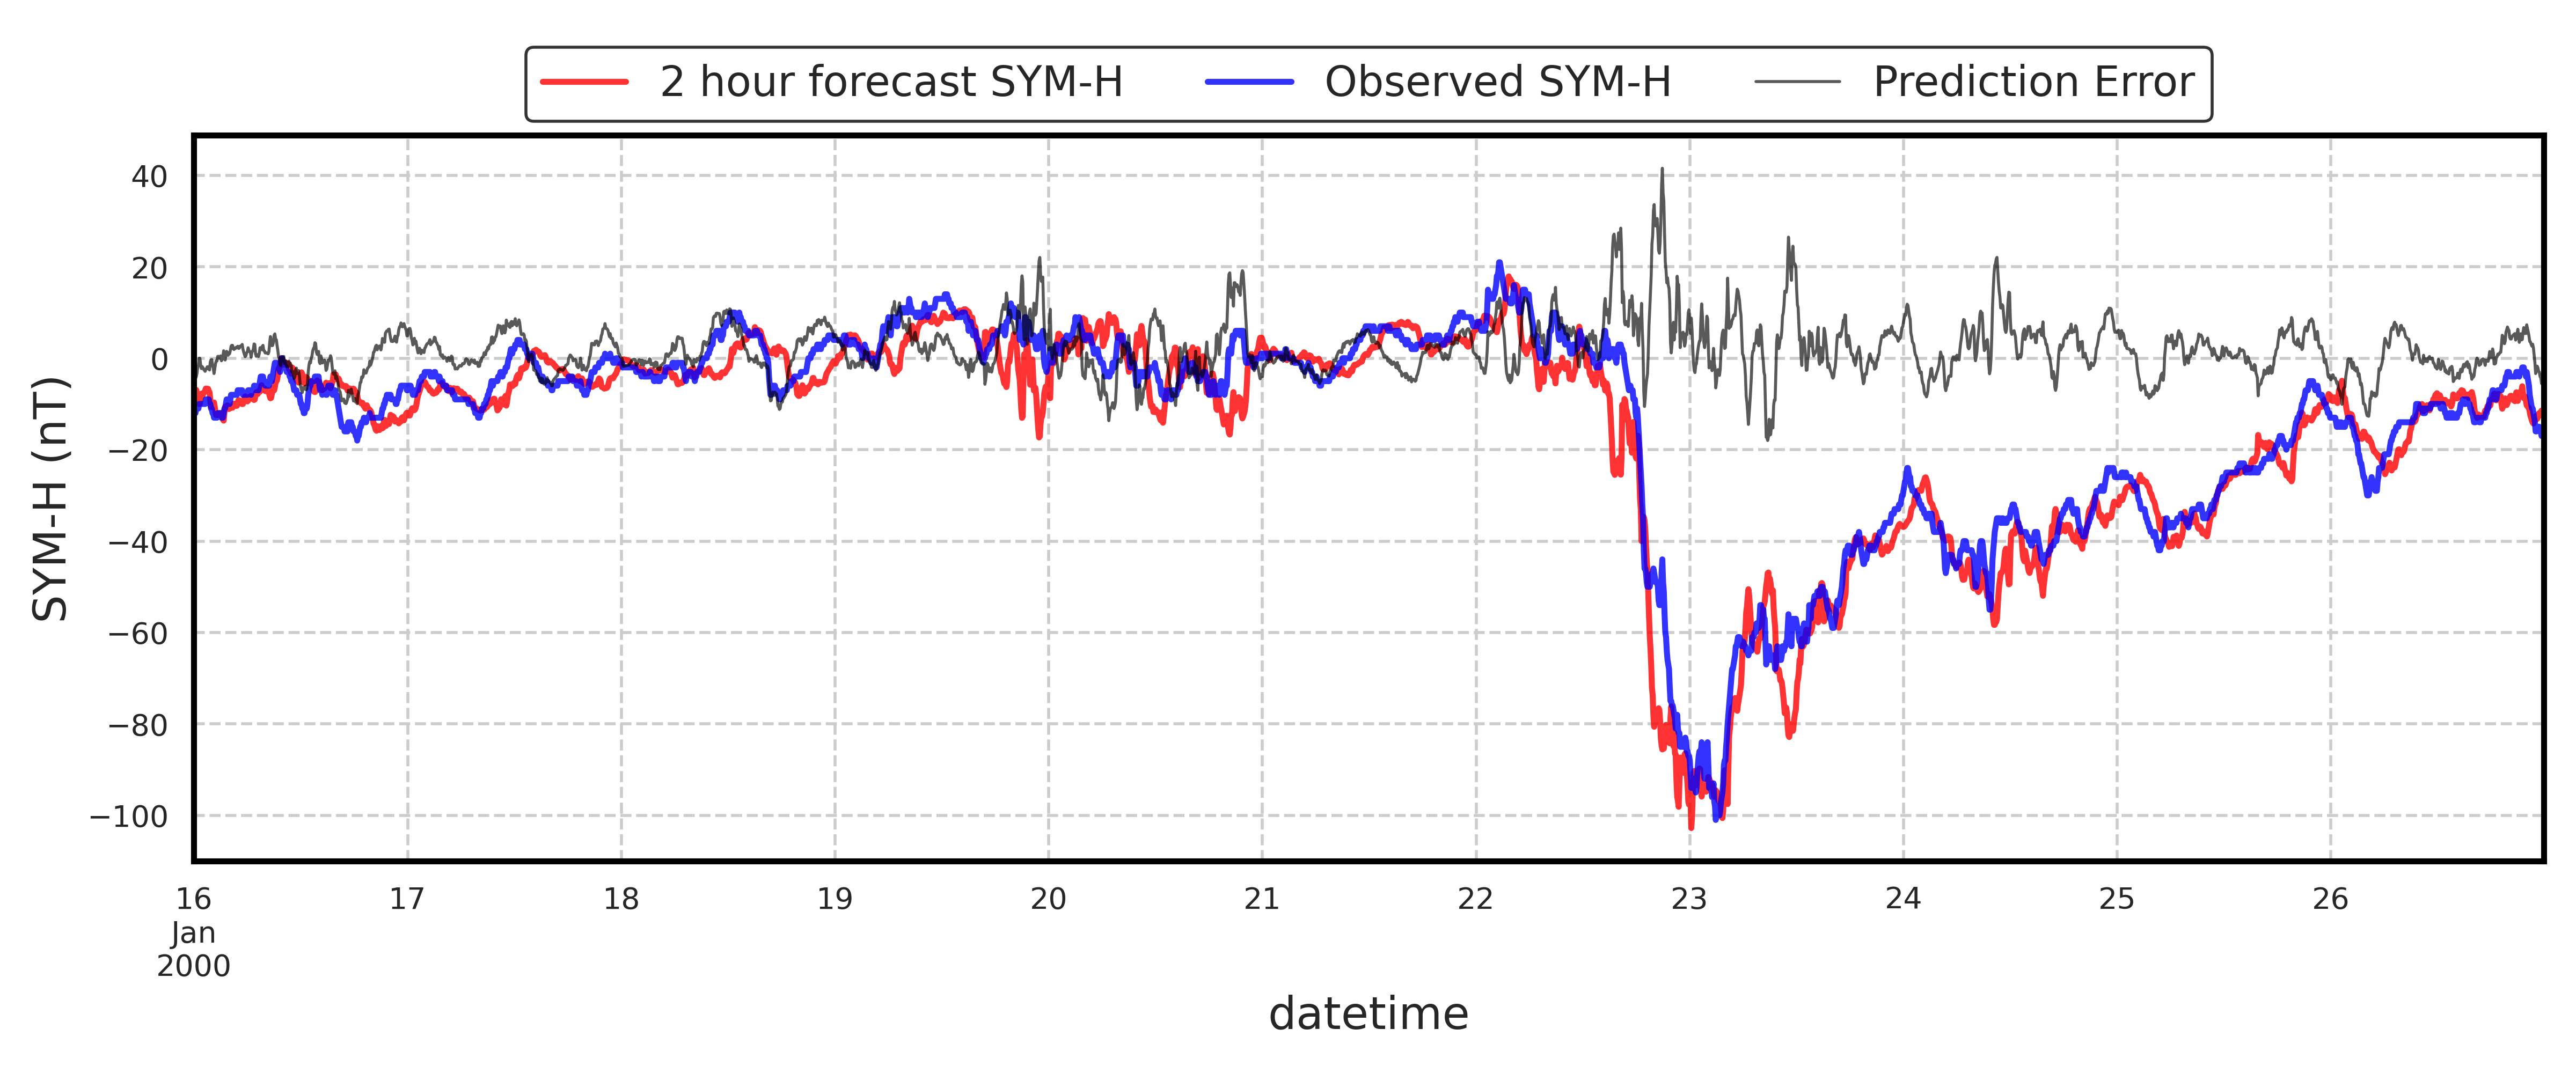 2 hour forecast SYM-H Observed SYM-H Prediction Error
SYM-H (nT)
40
20
0
−20
−40
−60
−80
−100
16 17 18 19 20 21 22 23 24 25 26
Jan
2000
datetime